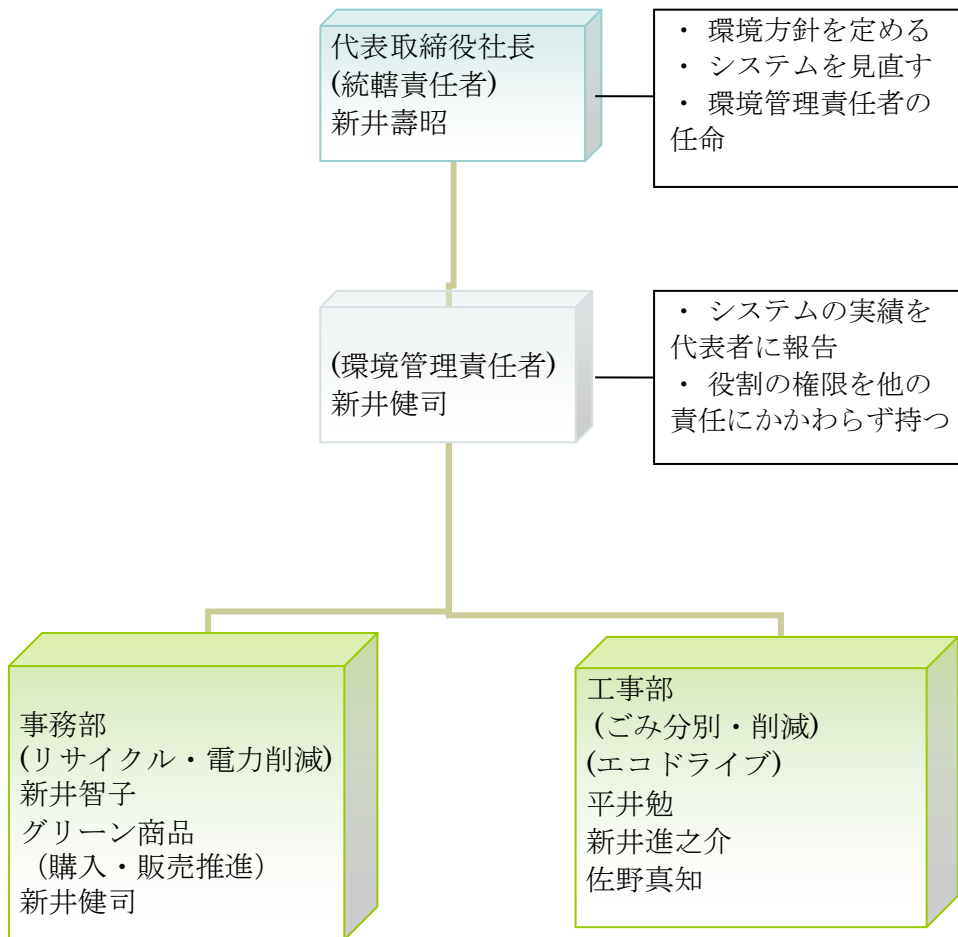 代表取締役社長
(統轄責任者)
新井壽昭
・ 環境方針を定める
・ システムを見直す
・ 環境管理責任者の
任命
(環境管理責任者)
新井健司
・ システムの実績を
代表者に報告
・ 役割の権限を他の
責任にかかわらず持つ
事務部
(リサイクル・電力削減)
新井智子
グリーン商品
（購入・販売推進）
新井健司
工事部
(ごみ分別・削減)
(エコドライブ)
平井勉
新井進之介
佐野真知